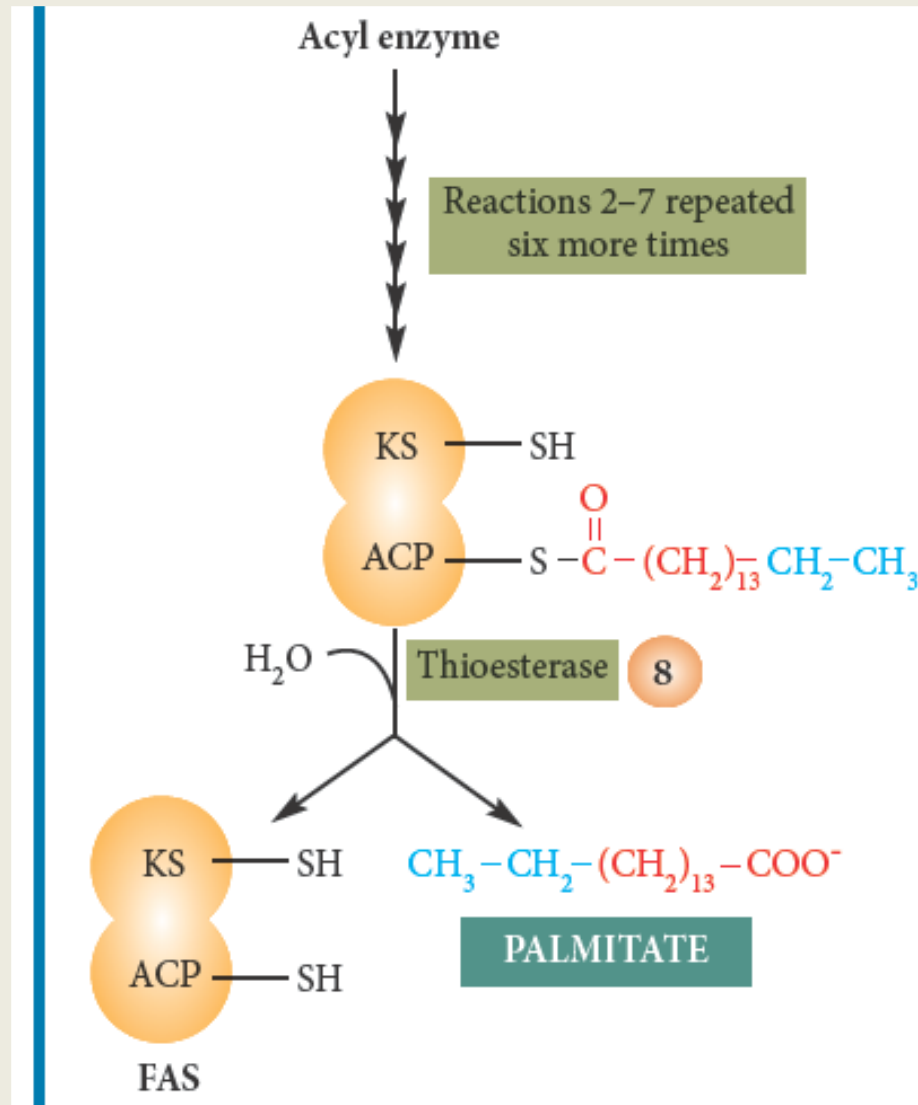 Acyl enzyme
Reactions 2–7 repeated
six more times
KS SH
O
ACP S–C–(CH₂)₁₃–CH₂–CH₃
H₂O
Thioesterase 8
KS SH
CH₃–CH₂–(CH₂)₁₃–COO⁻
PALMITATE
ACP SH
FAS